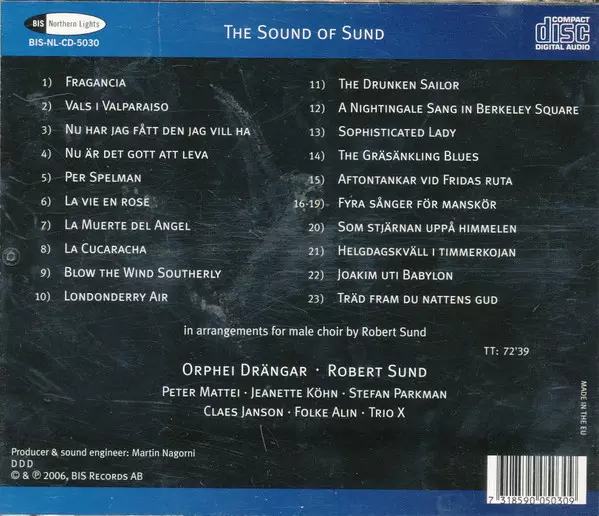 BIS Northern Lights
BIS-NL-CD-5030
The Sound of Sund
COMPACT
disc
DIGITAL AUDIO
1) Fragancia
2) Vals i Valparaiso
3) Nu har jag fått den jag vill ha
4) Nu är det gott att leva
5) Per Spelman
6) La vie en rose
7) La Muerte del Angel
8) La Cucaracha
9) Blow the Wind Southerly
10) Londonderry Air
11) The Drunken Sailor
12) A Nightingale Sang in Berkeley Square
13) Sophisticated Lady
14) The Gräsänkling Blues
15) Aftontankar vid Fridas ruta
16-19) Fyra sånger för manskör
20) Som stjärnan uppå himmelen
21) Helgdagskväll i timmerkojan
22) Joakim uti Babylon
23) Träd fram du nattens gud
in arrangements for male choir by Robert Sund
TT: 72'39
Orphei Drängar · Robert Sund
Peter Mattei · Jeanette Köhn · Stefan Parkman
Claes Janson · Folke Alin · Trio X
MADE IN THE EU
Producer & sound engineer: Martin Nagorni
DDD
© & ℗ 2006, BIS Records AB
7 318590 050309